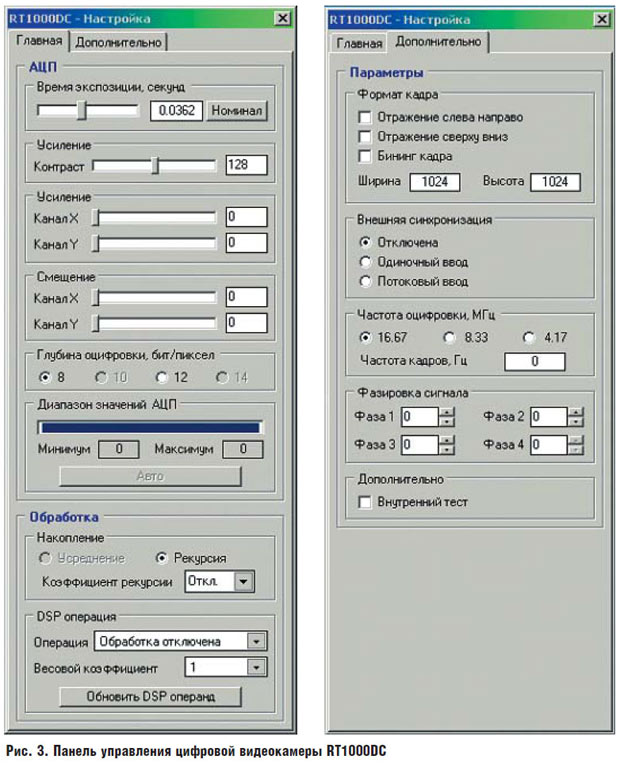 RT1000DC - Настройка
Главная Дополнительно
АЦП
Время экспозиции, секунд
0.0362 Номинал
Усиление
Контраст 128
Усиление
Канал X 0
Канал Y 0
Смещение
Канал X 0
Канал Y 0
Глубина оцифровки, бит/пиксел
8 10 12 14
Диапазон значений АЦП
Минимум 0 Максимум 0
Авто
Обработка
Накопление
Усреднение Рекурсия
Коэффициент рекурсии Откл.
DSP операция
Операция Обработка отключена
Весовой коэффициент 1
Обновить DSP операнд
RT1000DC - Настройка
Главная Дополнительно
Параметры
Формат кадра
Отражение слева направо
Отражение сверху вниз
Бининг кадра
Ширина 1024 Высота 1024
Внешняя синхронизация
Отключена
Одиночный ввод
Потоковый ввод
Частота оцифровки, МГц
16.67 8.33 4.17
Частота кадров, Гц 0
Фазировка сигнала
Фаза 1 0 Фаза 2 0
Фаза 3 0 Фаза 4 0
Дополнительно
Внутренний тест
Рис. 3. Панель управления цифровой видеокамеры RT1000DC